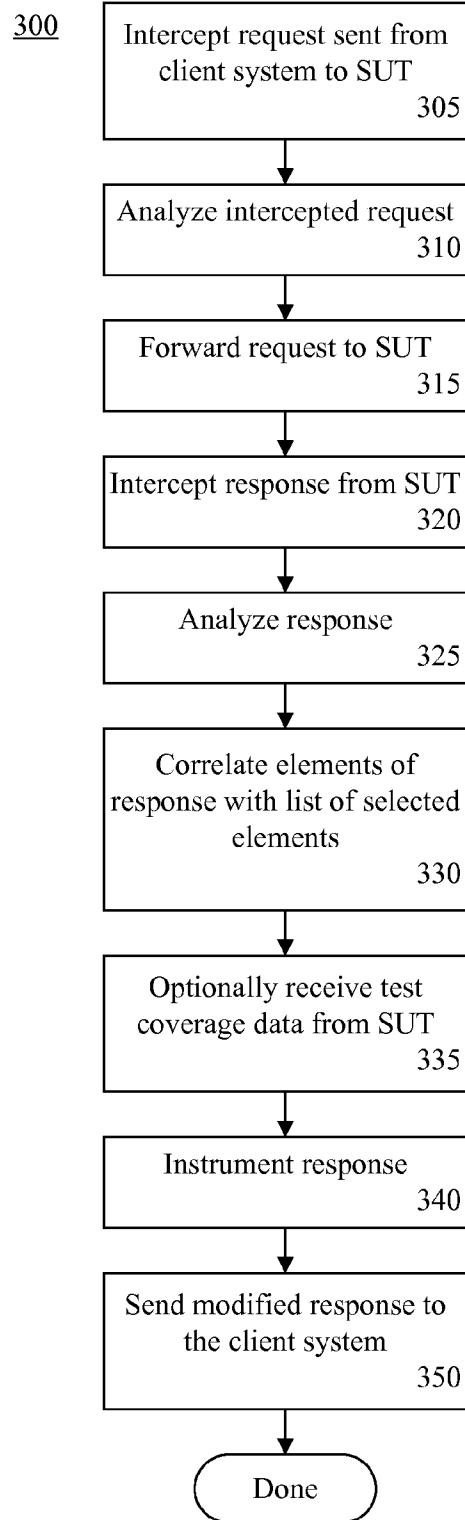 300
Intercept request sent from
client system to SUT
305
Analyze intercepted request
310
Forward request to SUT
315
Intercept response from SUT
320
Analyze response
325
Correlate elements of
response with list of selected
elements
330
Optionally receive test
coverage data from SUT
335
Instrument response
340
Send modified response to
the client system
350
Done